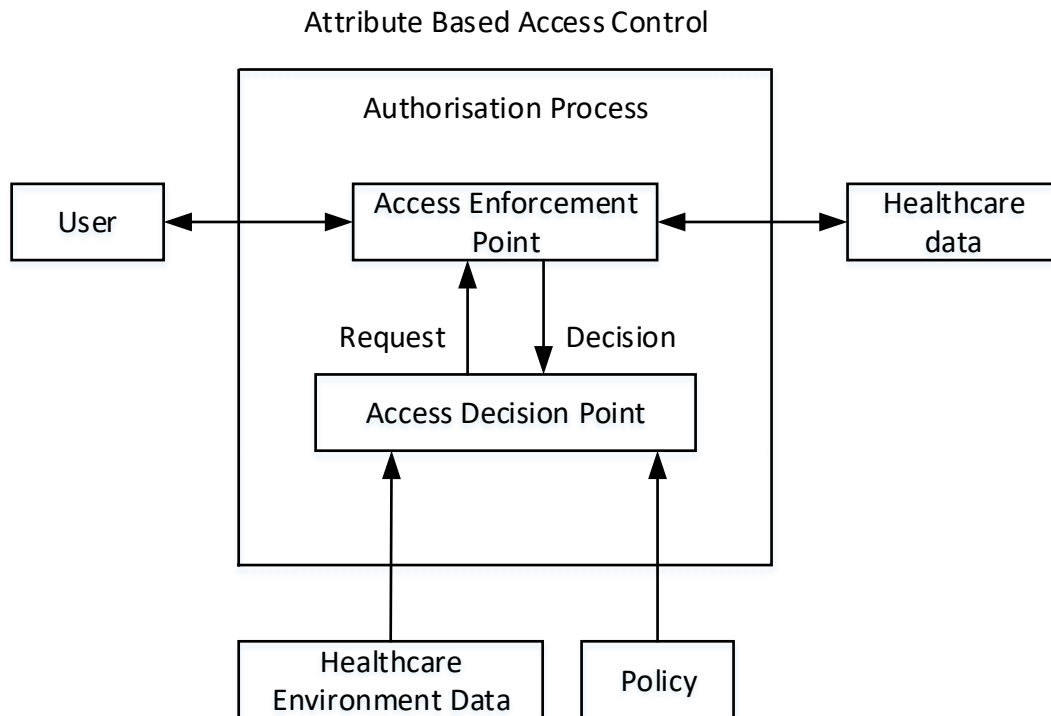 Attribute Based Access Control
Authorisation Process
User
Access Enforcement
Point
Healthcare
data
Request
Decision
Access Decision Point
Healthcare
Environment Data
Policy